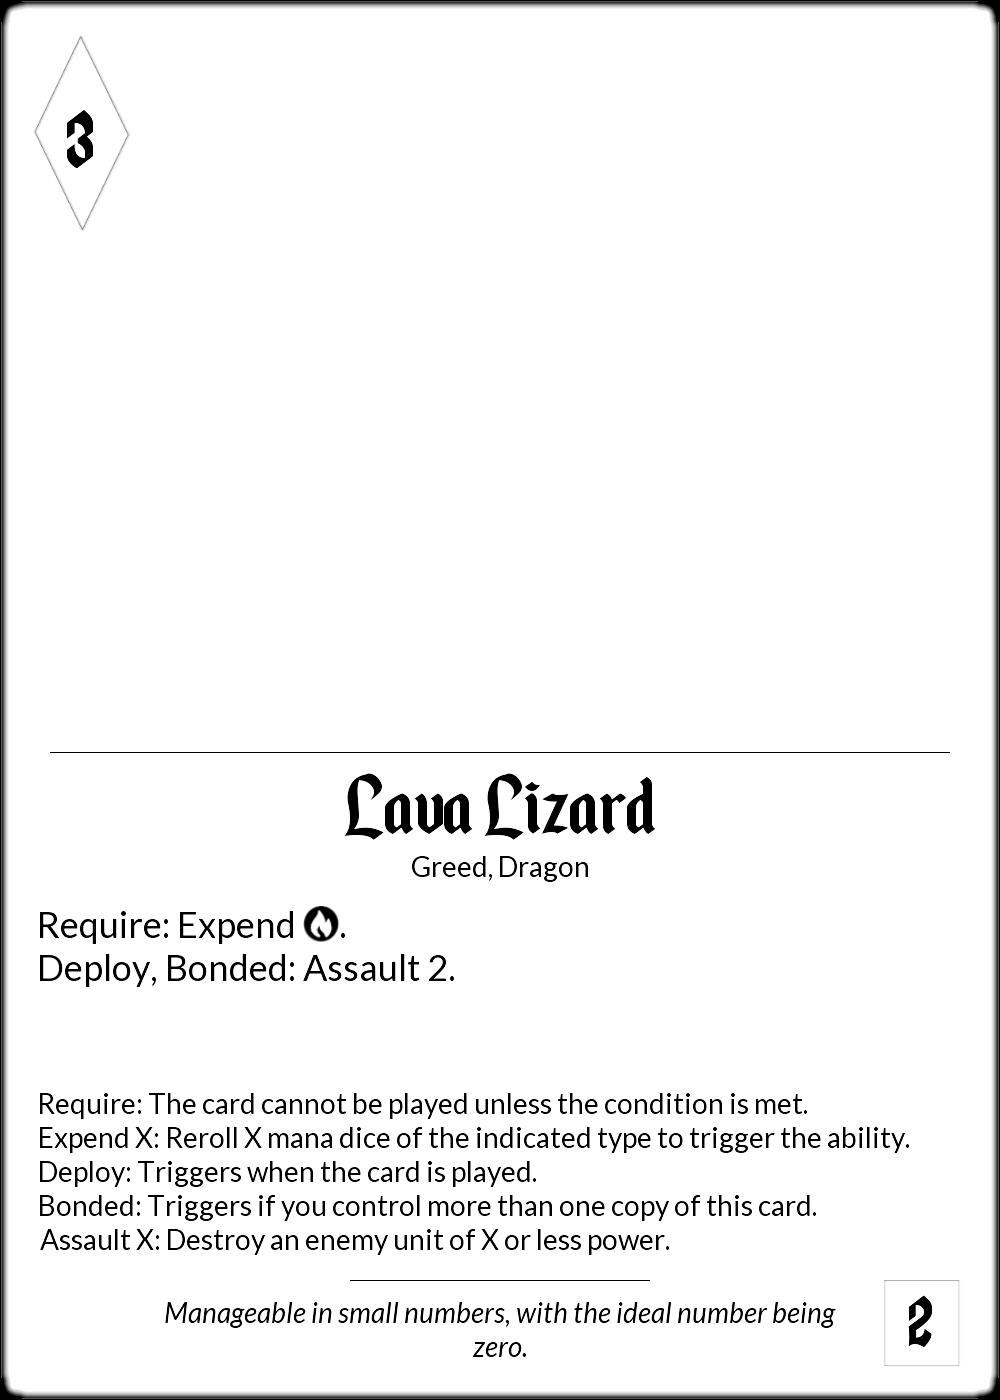 3
Lava Lizard
Greed, Dragon
Require: Expend .
Deploy, Bonded: Assault 2.
Require: The card cannot be played unless the condition is met.
Expend X: Reroll X mana dice of the indicated type to trigger the ability.
Deploy: Triggers when the card is played.
Bonded: Triggers if you control more than one copy of this card.
Assault X: Destroy an enemy unit of X or less power.
Manageable in small numbers, with the ideal number being
zero.
2